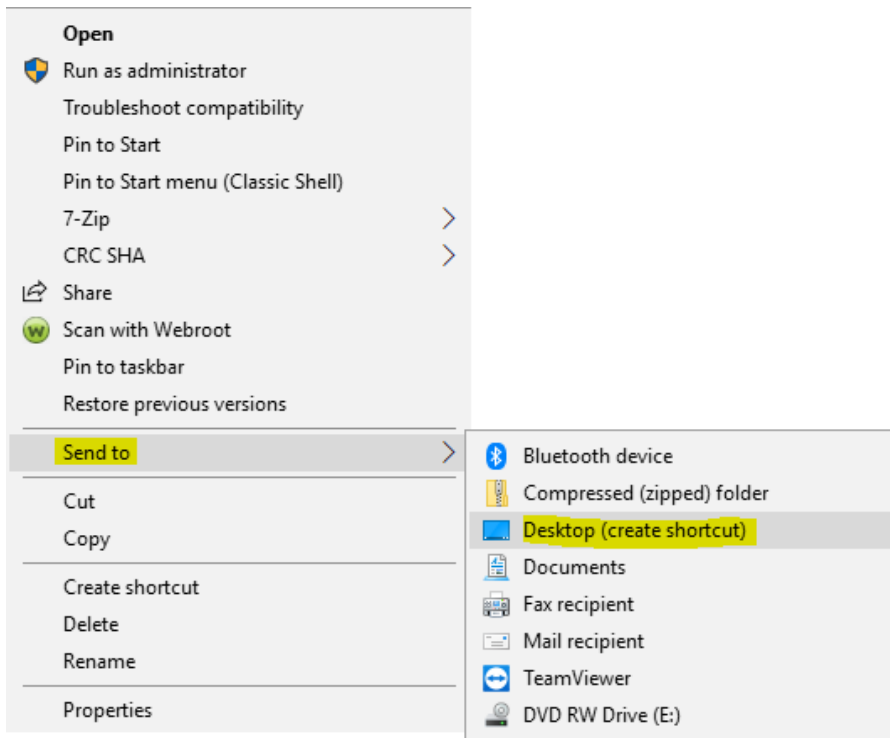 Open
Run as administrator
Troubleshoot compatibility
Pin to Start
Pin to Start menu (Classic Shell)
7-Zip
CRC SHA
Share
Scan with Webroot
Pin to taskbar
Restore previous versions
Send to
Cut
Copy
Create shortcut
Delete
Rename
Properties
Bluetooth device
Compressed (zipped) folder
Desktop (create shortcut)
Documents
Fax recipient
Mail recipient
TeamViewer
DVD RW Drive (E:)